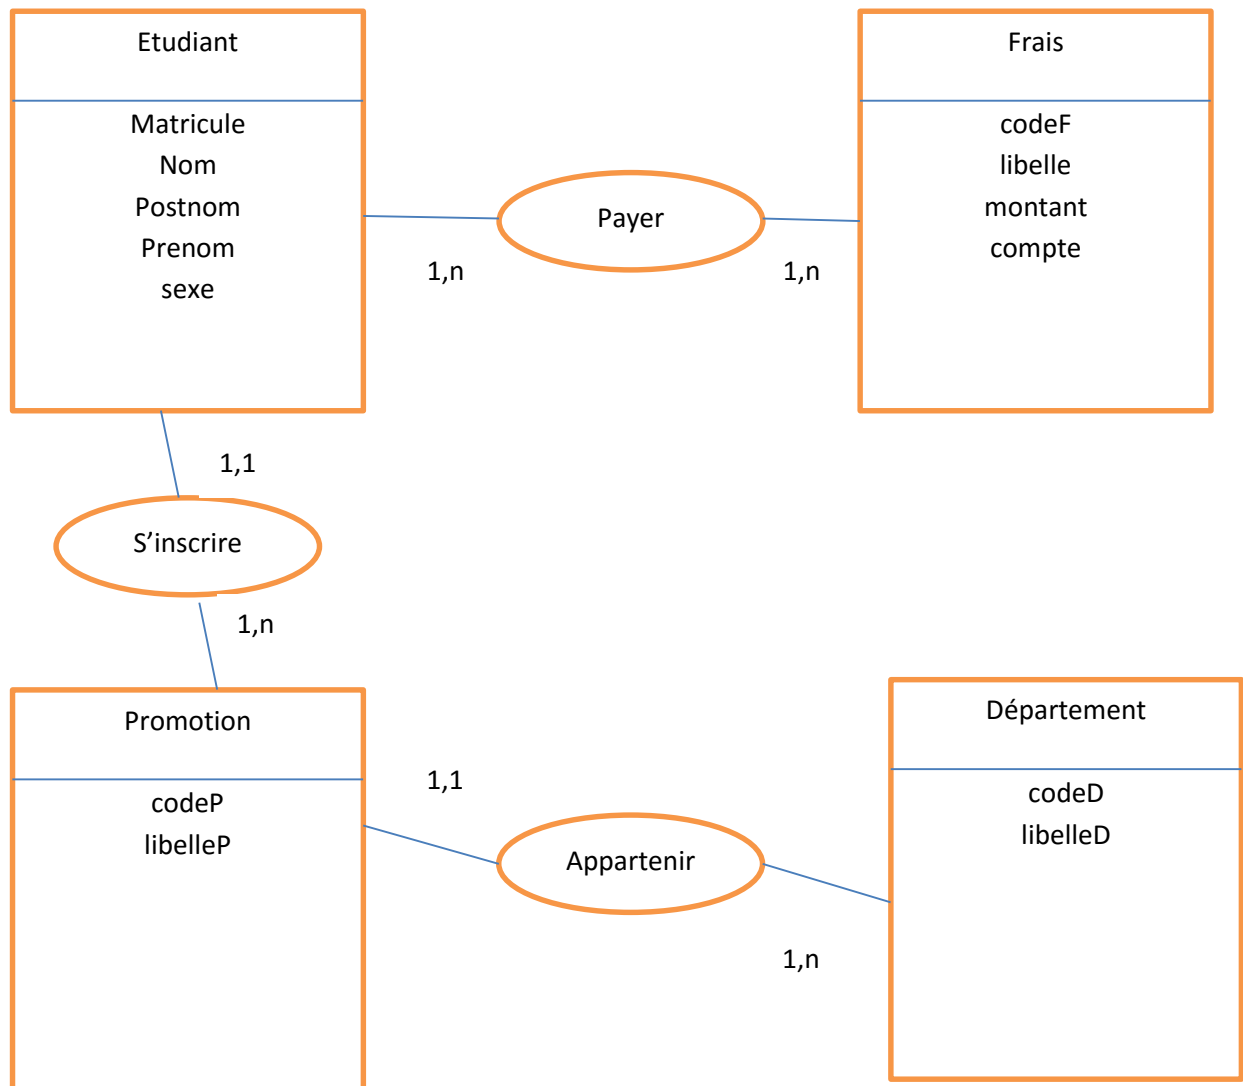 Etudiant
Matricule
Nom
Postnom
Prenom
sexe
1,n
Payer
1,n
Frais
codeF
libelle
montant
compte
1,1
S’inscrire
1,n
Promotion
codeP
libelleP
1,1
Appartenir
1,n
Département
codeD
libelleD